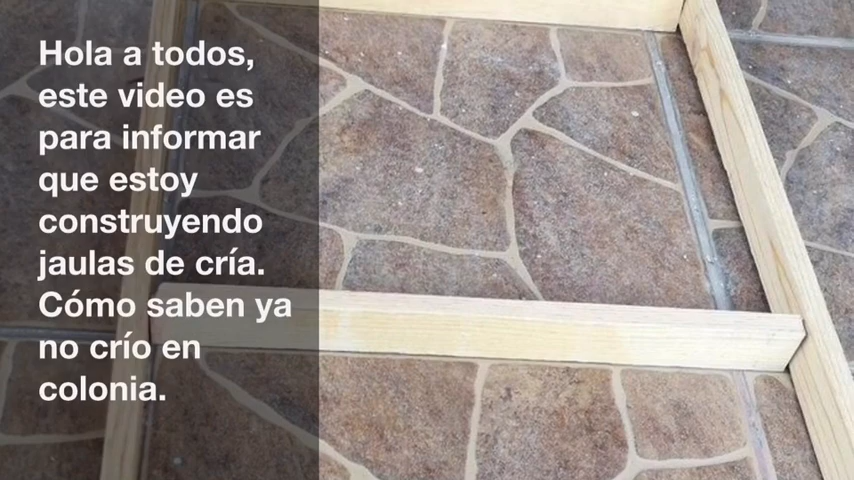 Hola a todos,
este video es
para informar
que estoy
construyendo
jaulas de cría.
Cómo saben ya
no crío en
colonia.